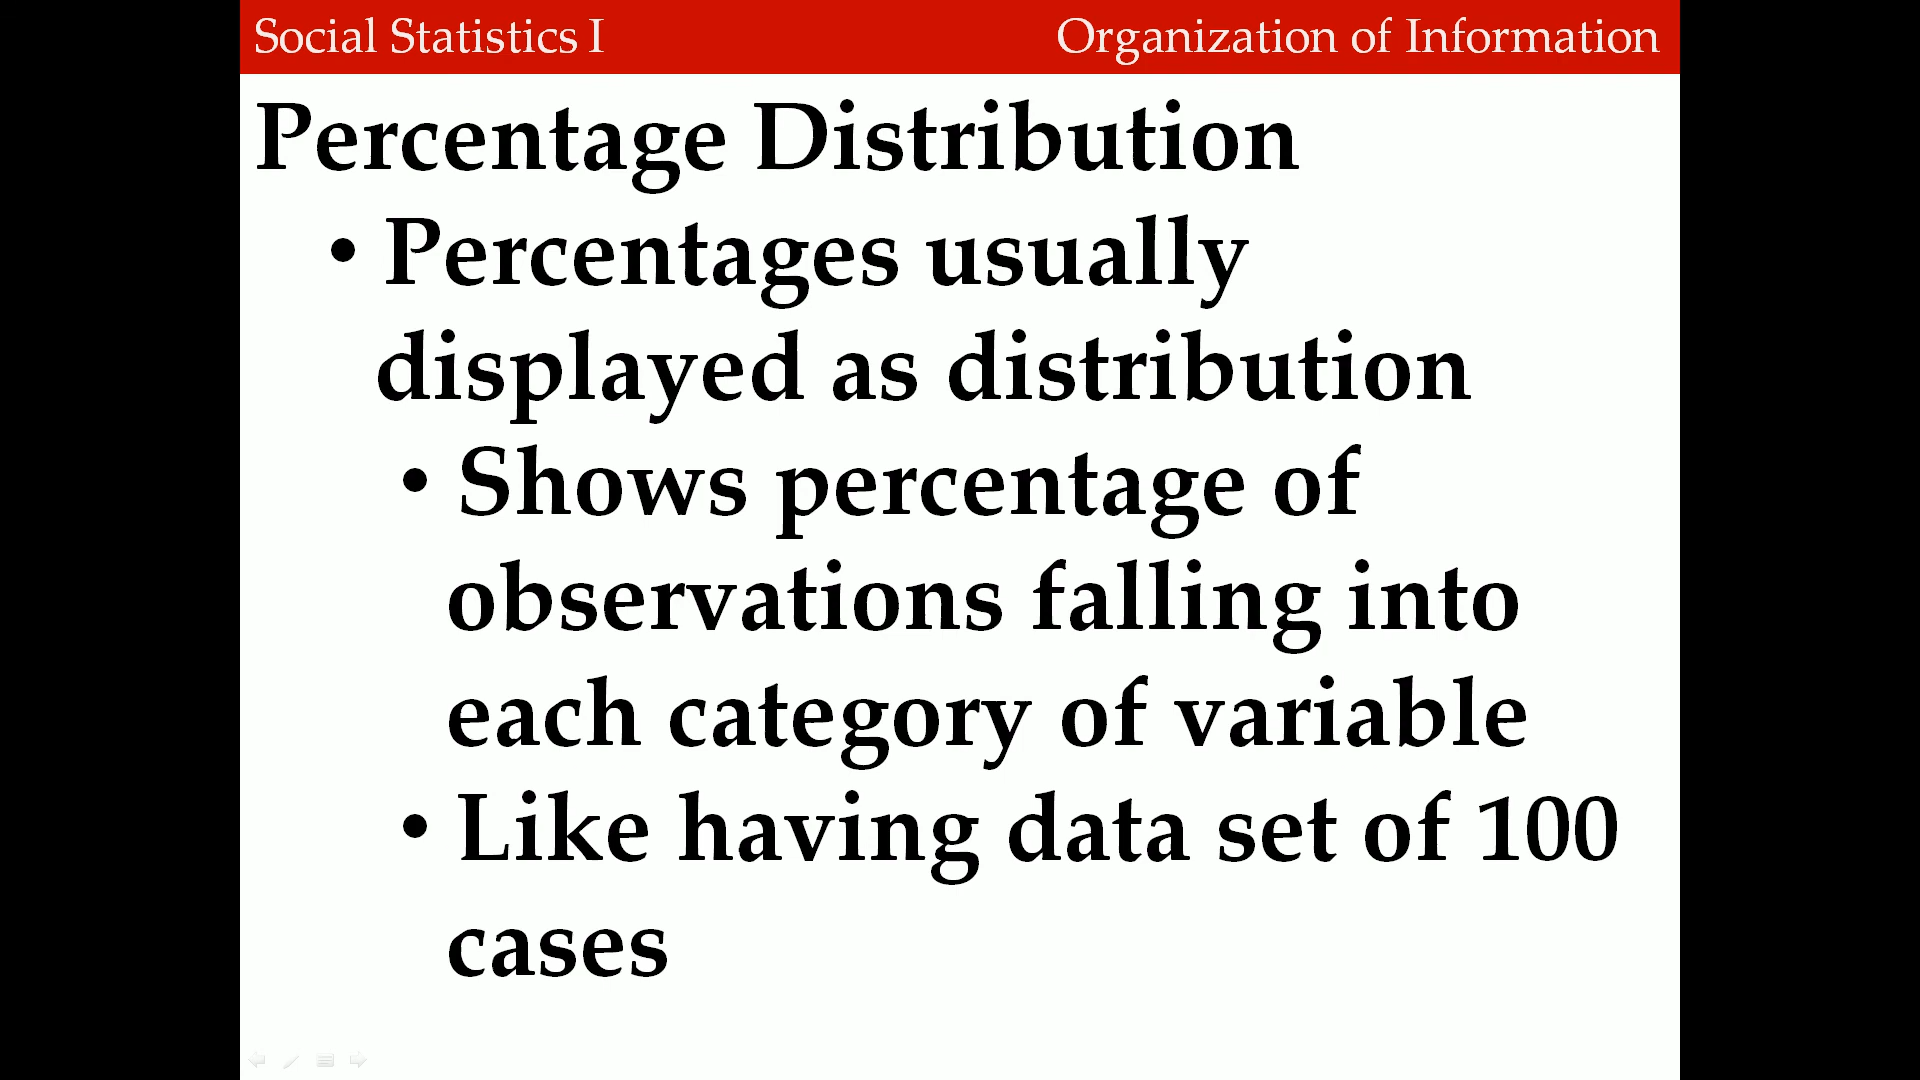 Social Statistics I
Organization of Information
Percentage Distribution
• Percentages usually
displayed as distribution
• Shows percentage of
observations falling into
each category of variable
• Like having data set of 100
cases